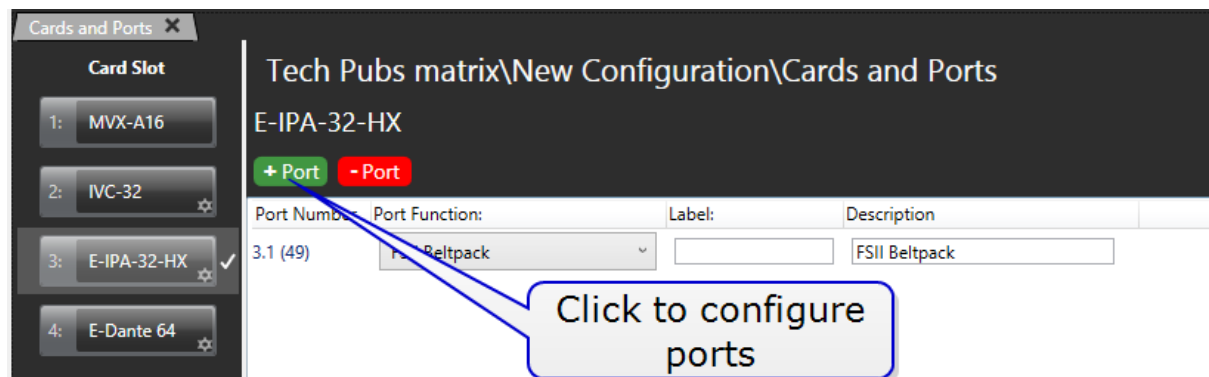 Cards and Ports ✕
Card Slot
Tech Pubs matrix\New Configuration\Cards and Ports
1: MVX-A16
E-IPA-32-HX
+ Port - Port
2: IVC-32
Port Number Port Function: Label: Description
3: E-IPA-32-HX
3.1 (49) FSII Beltpack FSII Beltpack
4: E-Dante 64
Click to configure
ports